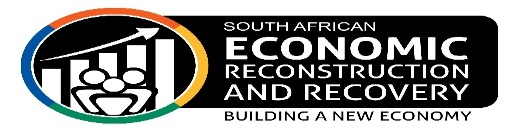 SOUTH AFRICAN
ECONOMIC
RECONSTRUCTION
AND RECOVERY
BUILDING A NEW ECONOMY